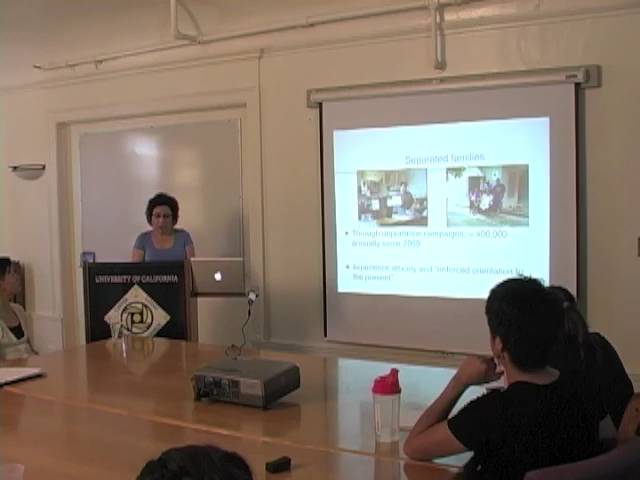 Separated families
• Through deportation campaigns, ~ 400,000
annually since 2009
• Experience anxiety and "enforced orientation to
the present"
UNIVERSITY OF CALIFORNIA